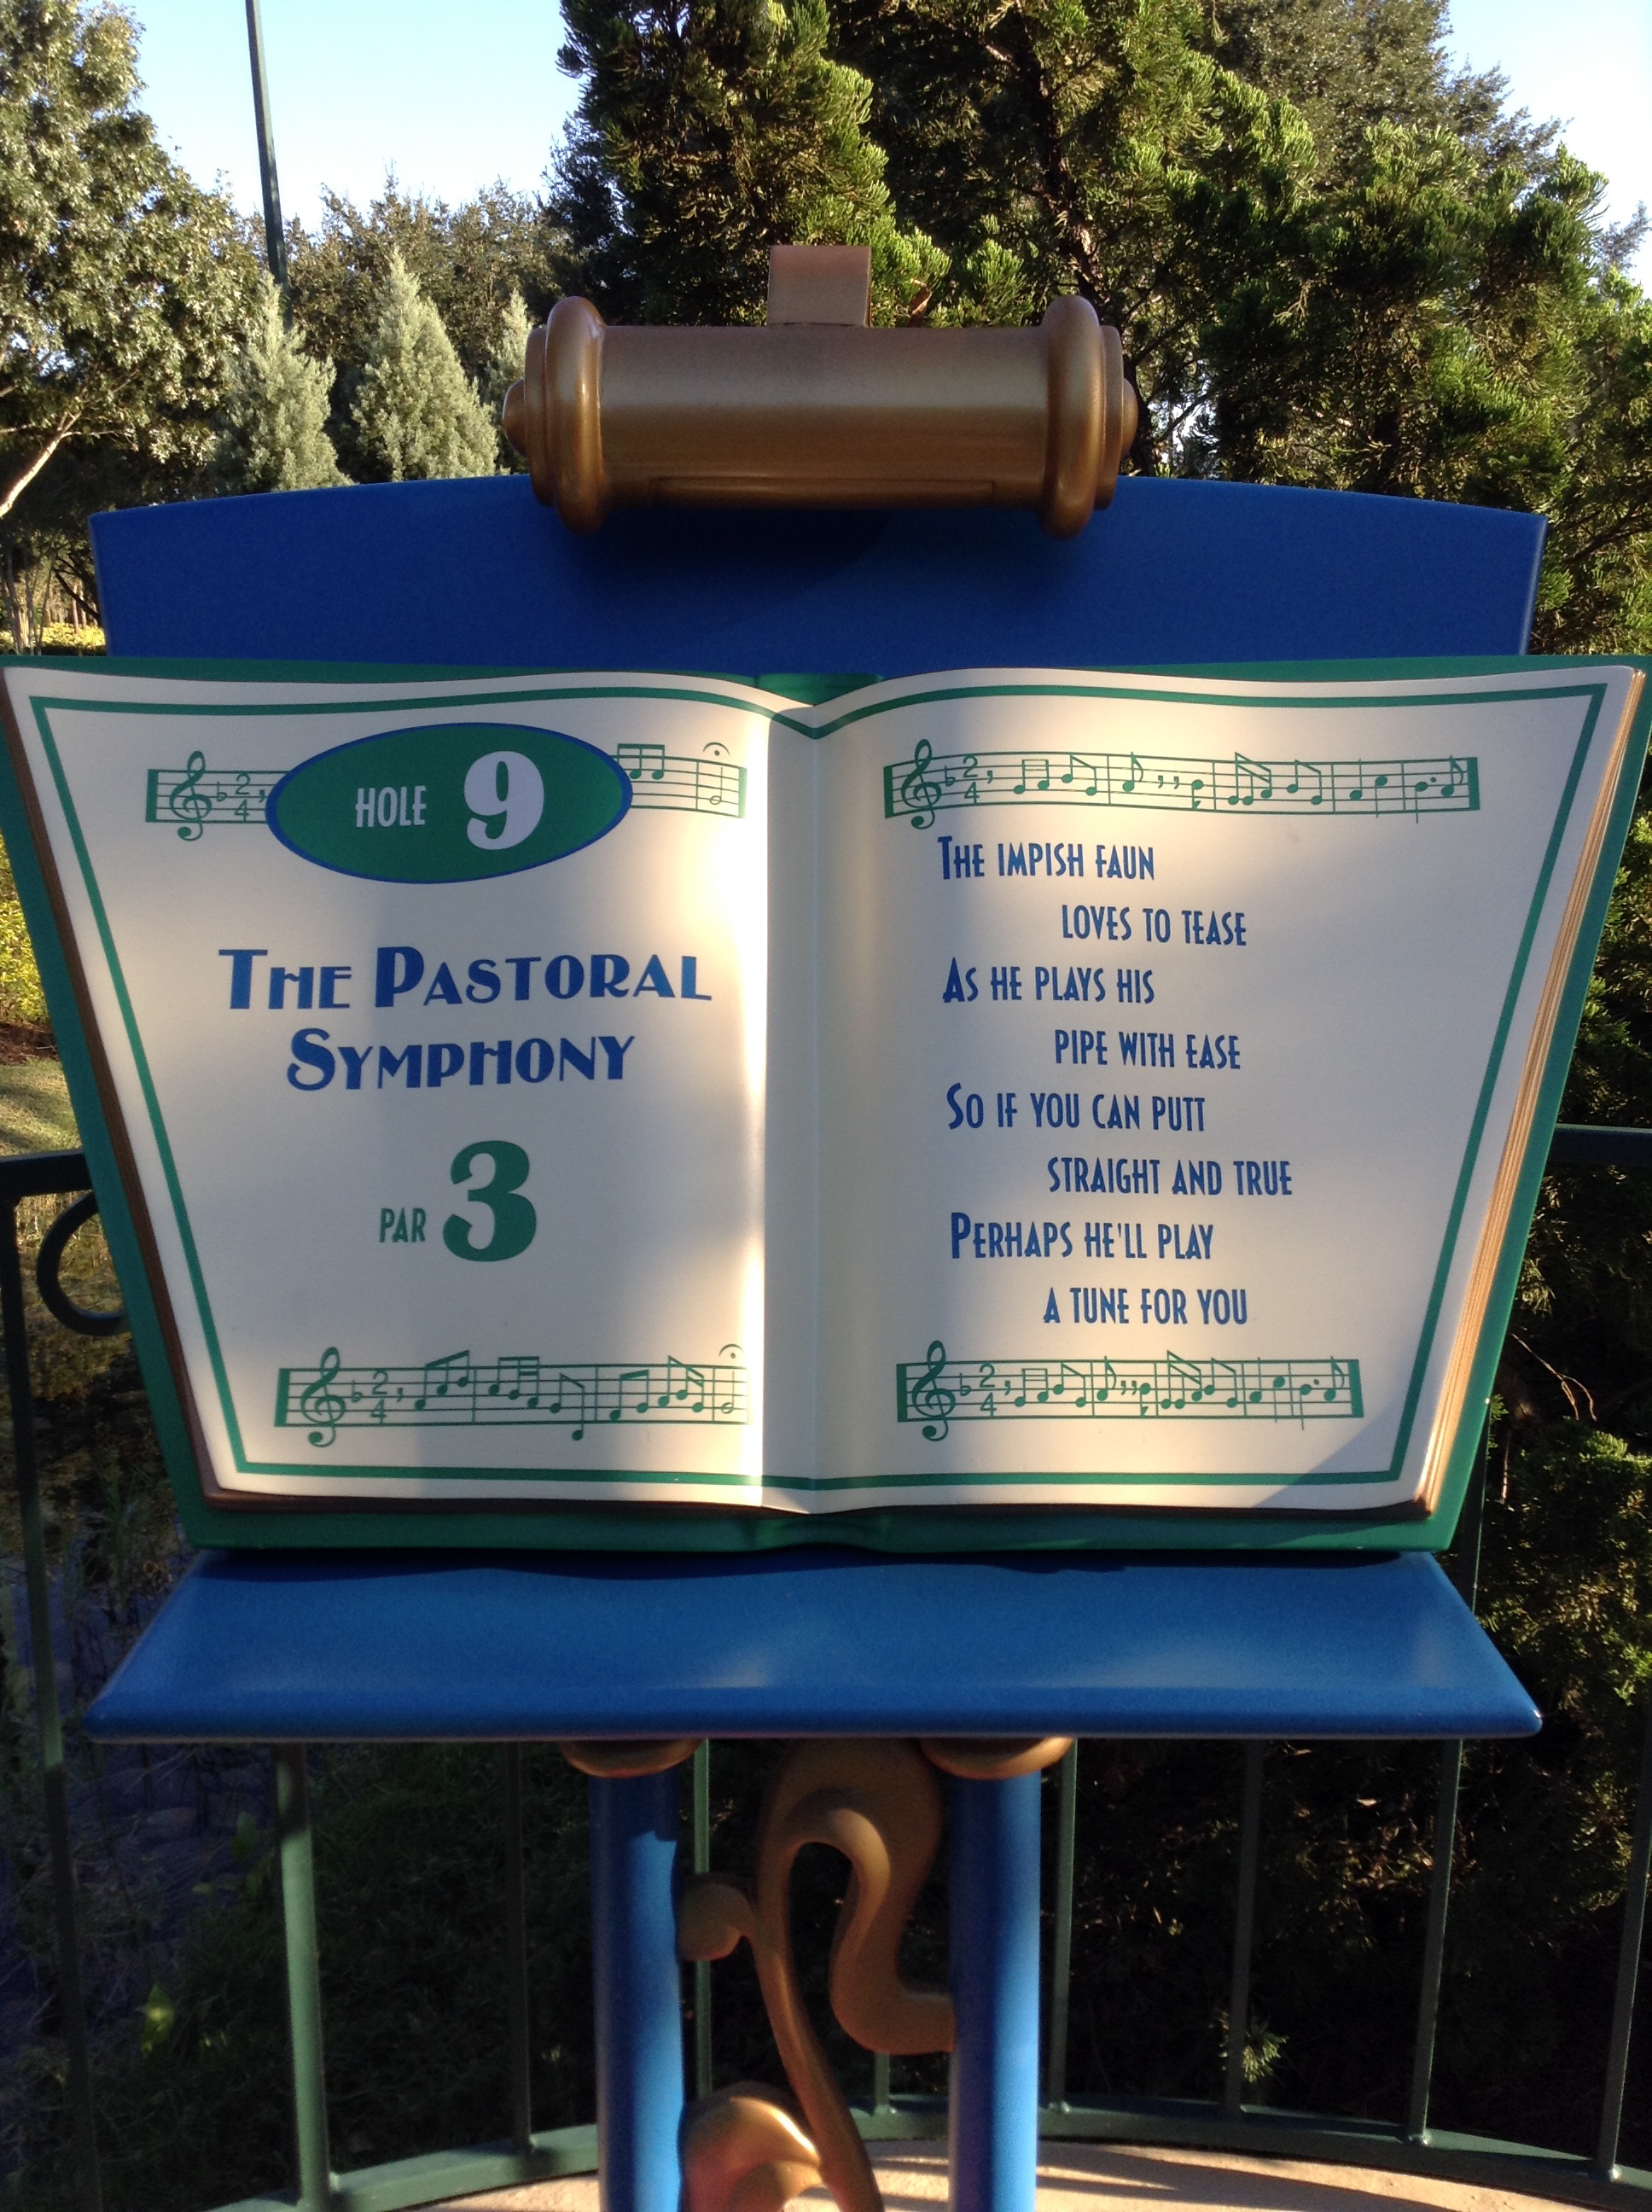 HOLE 9
THE PASTORAL
SYMPHONY
PAR 3
THE IMPISH FAUN
LOVES TO TEASE
AS HE PLAYS HIS
PIPE WITH EASE
SO IF YOU CAN PUTT
STRAIGHT AND TRUE
PERHAPS HE'LL PLAY
A TUNE FOR YOU